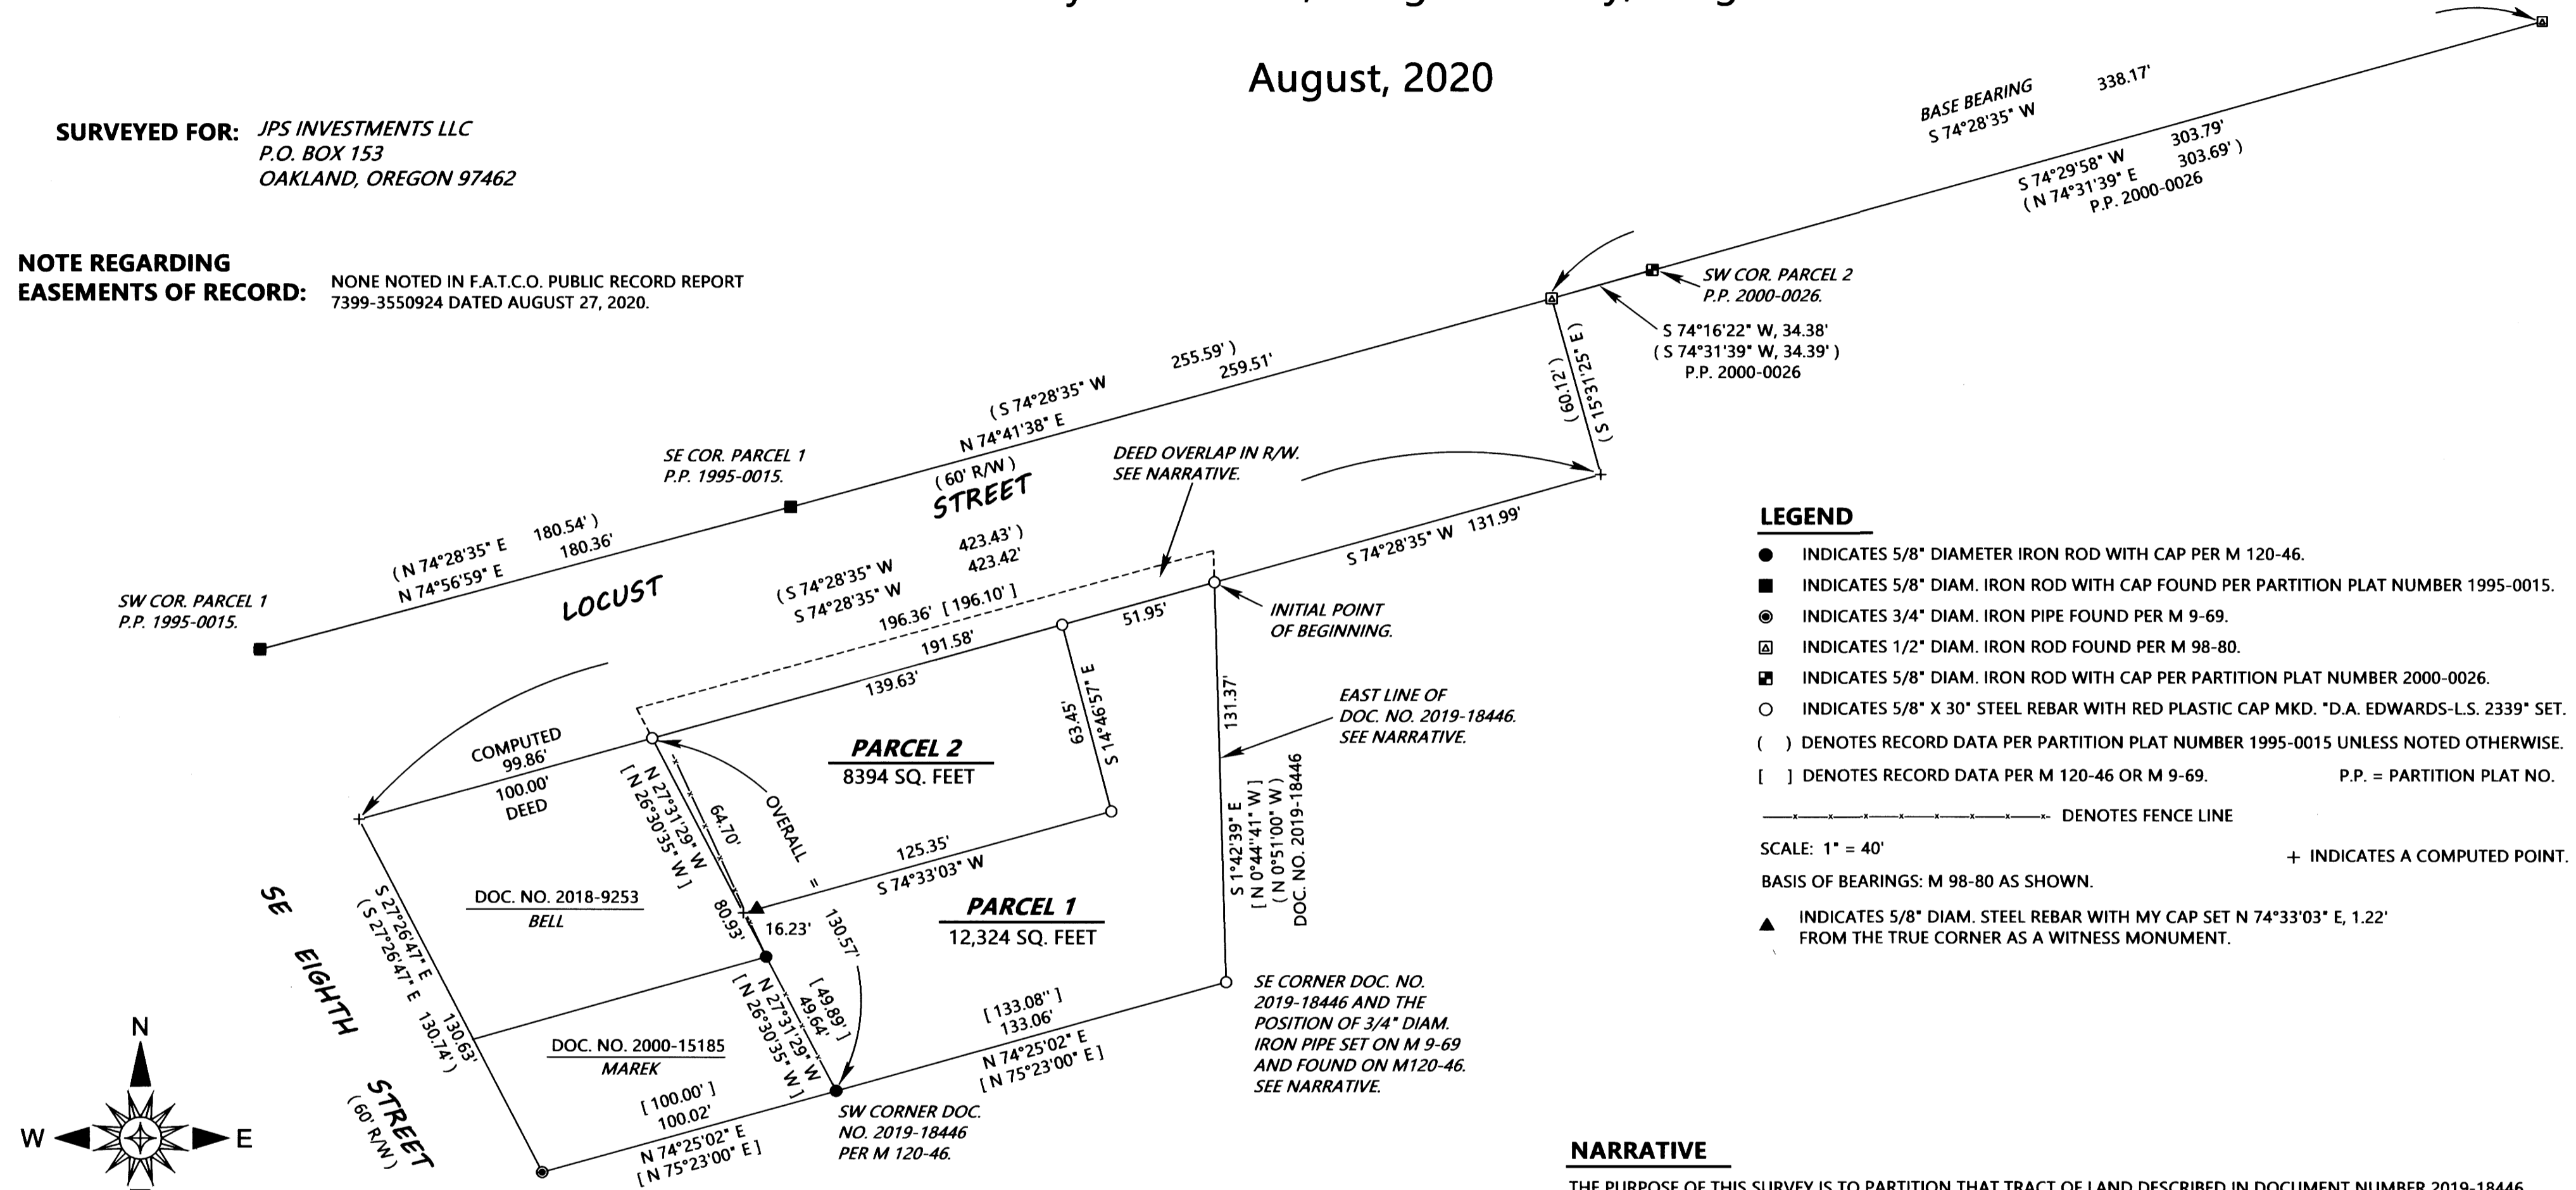 August, 2020
SURVEYED FOR: JPS INVESTMENTS LLC
P.O. BOX 153
OAKLAND, OREGON 97462
NOTE REGARDING
EASEMENTS OF RECORD:
NONE NOTED IN F.A.T.C.O. PUBLIC RECORD REPORT
7399-3550924 DATED AUGUST 27, 2020.
BASE BEARING
S 74°28'35" W 338.17'
S 74°29'58" W 303.79'
( N 74°31'39" E 303.69' )
P.P. 2000-0026
SW COR. PARCEL 2
P.P. 2000-0026.
S 74°16'22" W, 34.38'
( S 74°31'39" W, 34.39' )
P.P. 2000-0026
( S 15°31'25" E )
( 60.12' )
( S 74°28'35" W 255.59' )
N 74°41'38" E 259.51'
( 60' R/W )
STREET
SE COR. PARCEL 1
P.P. 1995-0015.
DEED OVERLAP IN R/W.
SEE NARRATIVE.
( N 74°28'35" E 180.54' )
N 74°56'59" E 180.36'
LOCUST
SW COR. PARCEL 1
P.P. 1995-0015.
( S 74°28'35" W 423.43' )
S 74°28'35" W 423.42'
196.36' [ 196.10' ]
191.58'
S 74°28'35" W 131.99'
51.95'
INITIAL POINT
OF BEGINNING.
139.63'
COMPUTED
99.86'
100.00'
DEED
PARCEL 2
8394 SQ. FEET
63.45'
S 14°46'57" E
131.37'
EAST LINE OF
DOC. NO. 2019-18446.
SEE NARRATIVE.
S 1°42'39" E
[ N 0°44'41" W ]
( N 0°51'00" W )
DOC. NO. 2019-18446
N 27°31'29" W
[ N 26°30'35" W ]
64.70'
80.93'
OVERALL = 130.57'
125.35'
S 74°33'03" W
16.23'
PARCEL 1
12,324 SQ. FEET
DOC. NO. 2018-9253
BELL
S 27°26'47" E 130.63'
( S 27°26'47" E 130.74' )
SE EIGHTH STREET
( 60' R/W )
DOC. NO. 2000-15185
MAREK
[ 49.89' ]
49.64'
N 27°31'29" W
[ N 26°30'35" W ]
[ 133.08" ]
133.06'
N 74°25'02" E
[ N 75°23'00" E ]
[ 100.00' ]
100.02'
N 74°25'02" E
[ N 75°23'00" E ]
SW CORNER DOC.
NO. 2019-18446
PER M 120-46.
SE CORNER DOC. NO.
2019-18446 AND THE
POSITION OF 3/4" DIAM.
IRON PIPE SET ON M 9-69
AND FOUND ON M120-46.
SEE NARRATIVE.
N
W
E
LEGEND
INDICATES 5/8" DIAMETER IRON ROD WITH CAP PER M 120-46.
INDICATES 5/8" DIAM. IRON ROD WITH CAP FOUND PER PARTITION PLAT NUMBER 1995-0015.
INDICATES 3/4" DIAM. IRON PIPE FOUND PER M 9-69.
INDICATES 1/2" DIAM. IRON ROD FOUND PER M 98-80.
INDICATES 5/8" DIAM. IRON ROD WITH CAP PER PARTITION PLAT NUMBER 2000-0026.
INDICATES 5/8" X 30" STEEL REBAR WITH RED PLASTIC CAP MKD. "D.A. EDWARDS-L.S. 2339" SET.
( ) DENOTES RECORD DATA PER PARTITION PLAT NUMBER 1995-0015 UNLESS NOTED OTHERWISE.
[ ] DENOTES RECORD DATA PER M 120-46 OR M 9-69. P.P. = PARTITION PLAT NO.
DENOTES FENCE LINE
SCALE: 1" = 40'
+ INDICATES A COMPUTED POINT.
BASIS OF BEARINGS: M 98-80 AS SHOWN.
INDICATES 5/8" DIAM. STEEL REBAR WITH MY CAP SET N 74°33'03" E, 1.22'
FROM THE TRUE CORNER AS A WITNESS MONUMENT.
NARRATIVE
THE PURPOSE OF THIS SURVEY IS TO PARTITION THAT TRACT OF LAND DESCRIBED IN DOCUMENT NUMBER 2019-18446